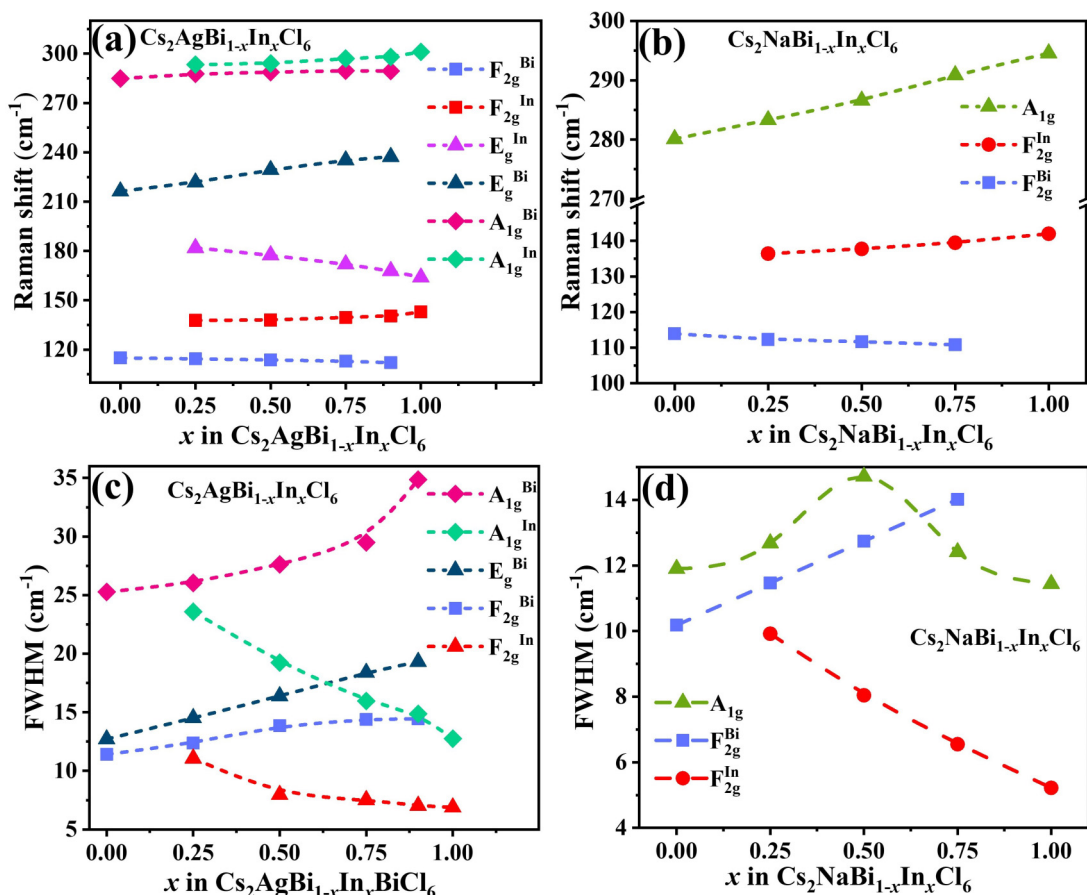 (a)
Cs2AgBi1-xInxCl6
Raman shift (cm-1)
300
270
240
210
180
150
120
F2g Bi
F2g In
Eg In
Eg Bi
A1g Bi
A1g In
0.00 0.25 0.50 0.75 1.00
x in Cs2AgBi1-xInxCl6
(b)
Cs2NaBi1-xInxCl6
Raman shift (cm-1)
300
290
280
270
140
130
120
110
100
A1g
F2g In
F2g Bi
0.00 0.25 0.50 0.75 1.00
x in Cs2NaBi1-xInxCl6
(c)
Cs2AgBi1-xInxCl6
FWHM (cm-1)
35
30
25
20
15
10
5
A1g Bi
A1g In
Eg Bi
F2g Bi
F2g In
0.00 0.25 0.50 0.75 1.00
x in Cs2AgBi1-xInxBiCl6
(d)
FWHM (cm-1)
14
12
10
8
6
4
Cs2NaBi1-xInxCl6
A1g
F2g Bi
F2g In
0.00 0.25 0.50 0.75 1.00
x in Cs2NaBi1-xInxCl6